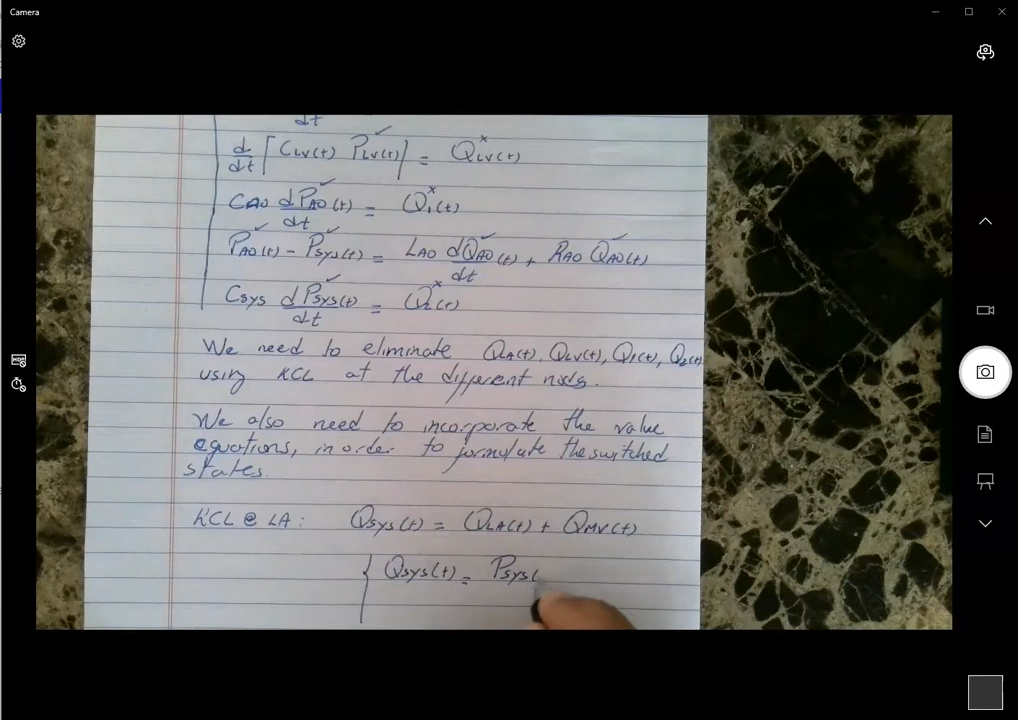 Camera
dt
d/dt [CLV(t) PLV(t)] = QLV(t)
CAO dPAO(t)/dt = Q1(t)
PAO(t) - PSYS(t) = LAO dQAO(t)/dt + RAO QAO(t)
CSYS dPSYS(t)/dt = Q2(t)
We need to eliminate QLA(t), QLV(t), Q1(t), Q2(t)
using KCL at the different nodes.
We also need to incorporate the value
equations, in order to formulate the switched
states.
KCL @ LA: QSYS(t) = QLA(t) + QMV(t)
QSYS(t) = PSYS(